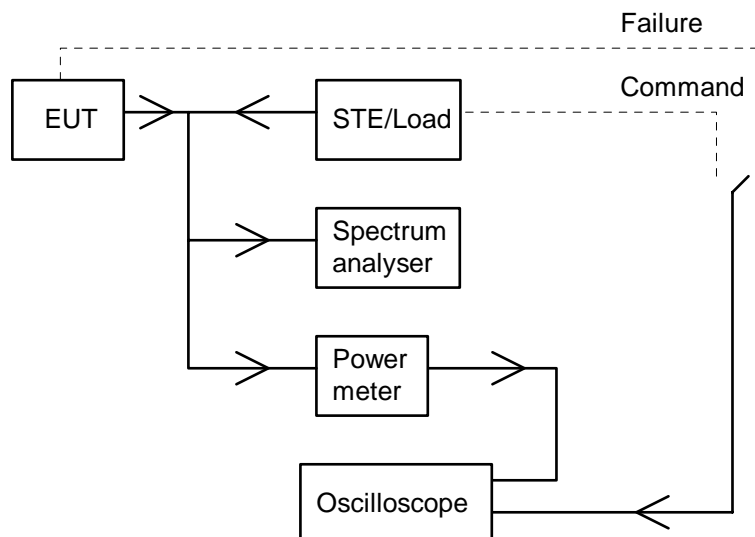 Failure
Command
EUT
STE/Load
Spectrum
analyser
Power
meter
Oscilloscope